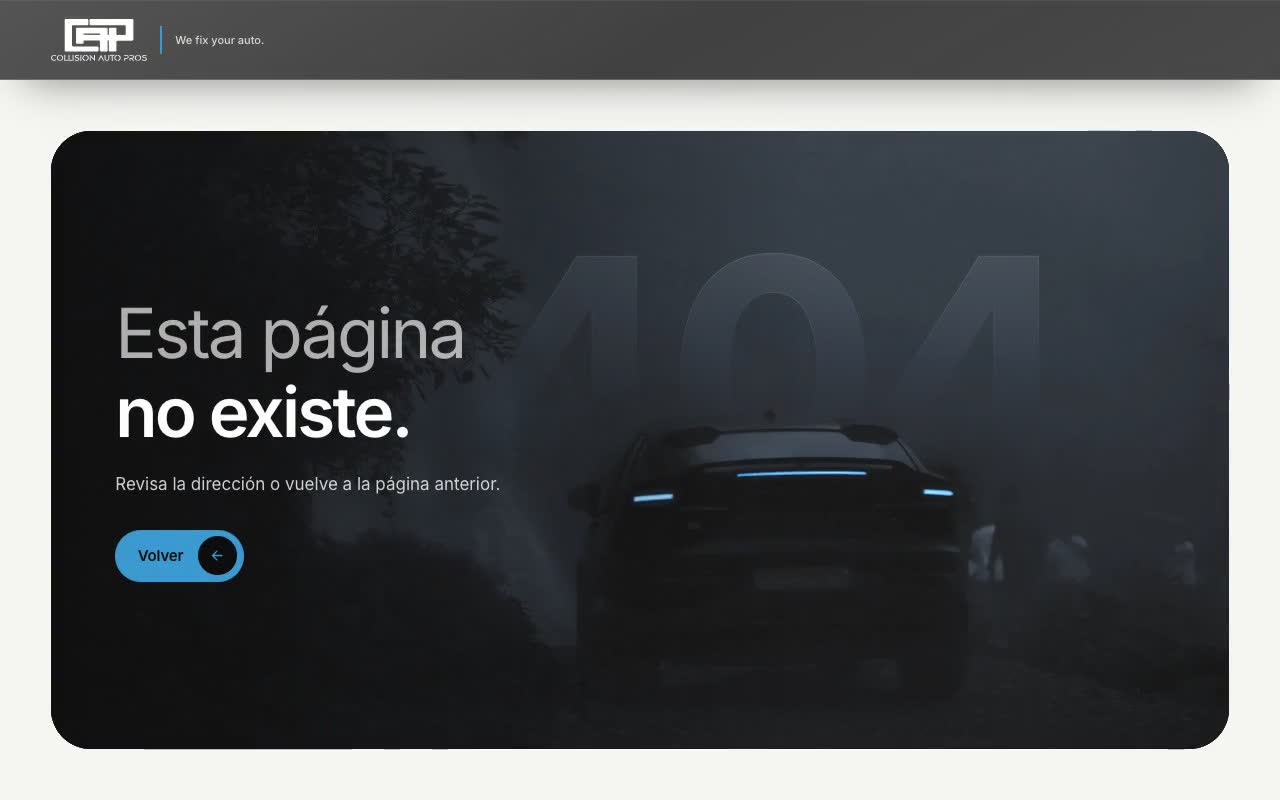 CAP
COLLISION AUTO PROS
We fix your auto.
404
Esta página
no existe.
Revisa la dirección o vuelve a la página anterior.
Volver